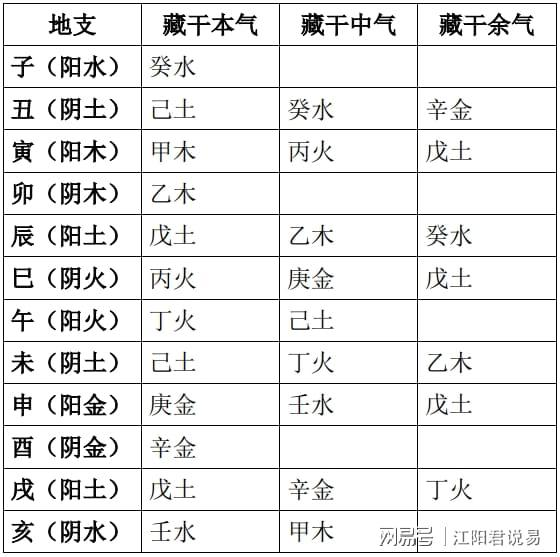 地支 藏干本气 藏干中气 藏干余气
子（阳水） 癸水
丑（阴土） 己土 癸水 辛金
寅（阳木） 甲木 丙火 戊土
卯（阴木） 乙木
辰（阳土） 戊土 乙木 癸水
巳（阴火） 丙火 庚金 戊土
午（阳火） 丁火 己土
未（阴土） 己土 丁火 乙木
申（阳金） 庚金 壬水 戊土
酉（阴金） 辛金
戌（阳土） 戊土 辛金 丁火
亥（阴水） 壬水 甲木
网易号 | 江阳君说易